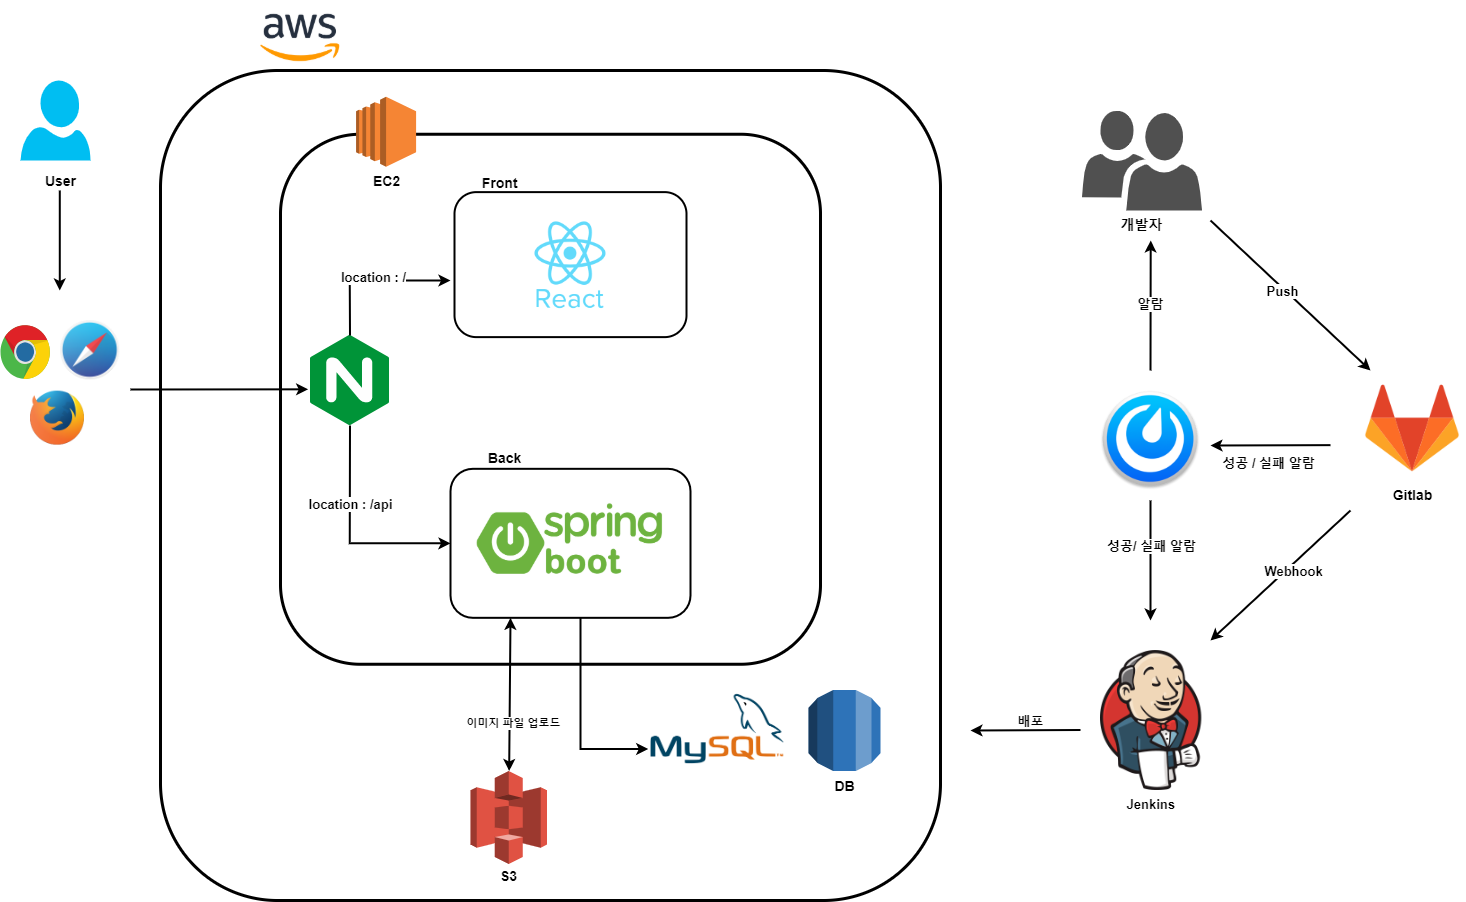 aws
User
EC2
Front
React
location : /
개발자
Push
알람
Back
spring
boot
location : /api
성공 / 실패 알람
Gitlab
성공/ 실패 알람
Webhook
이미지 파일 업로드
MySQL
DB
배포
Jenkins
S3